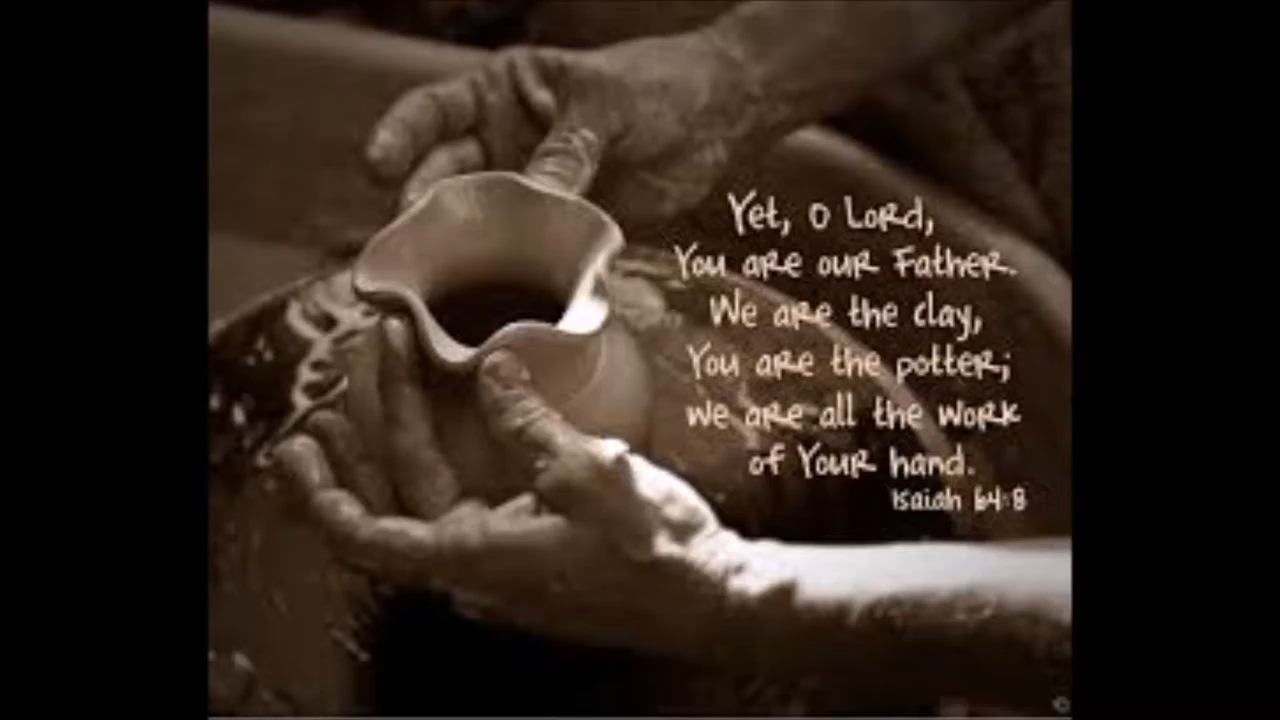 Yet, O Lord,
You are our Father.
We are the clay,
You are the potter;
we are all the work
of Your hand.
Isaiah 64:8
©